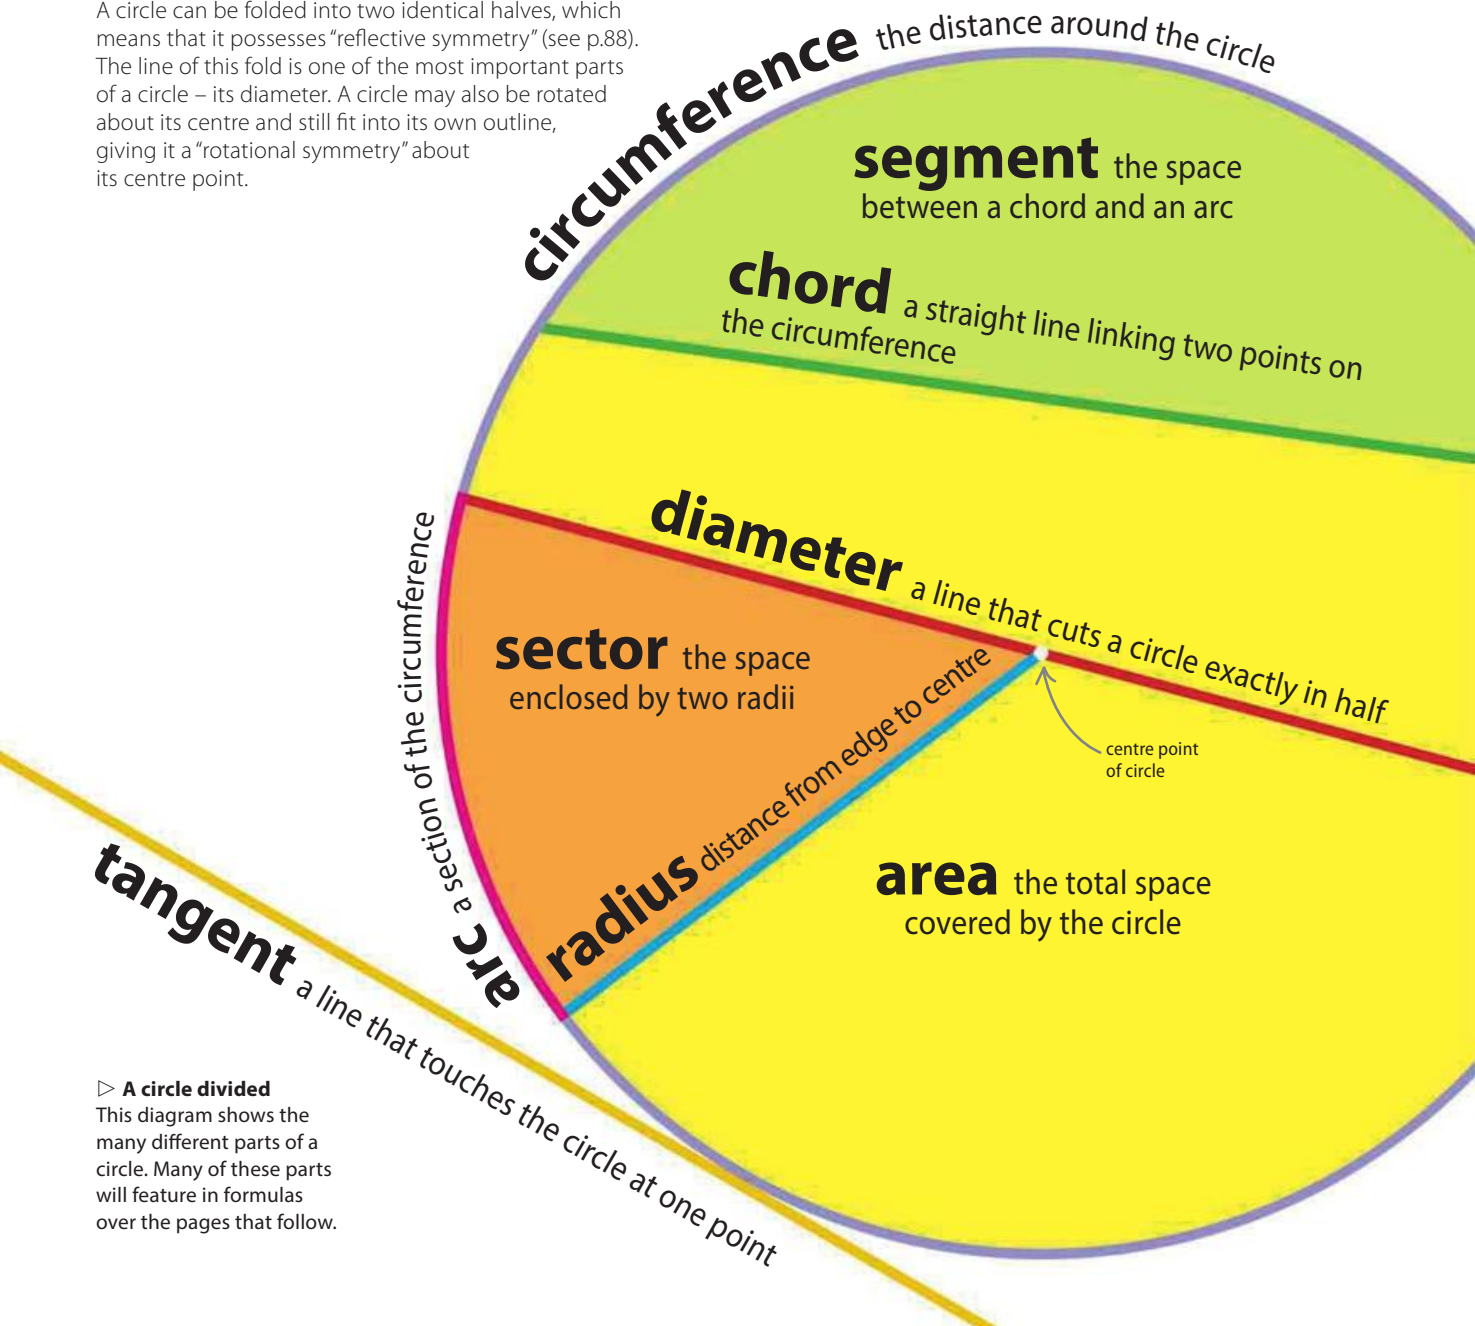 A circle can be folded into two identical halves, which
means that it possesses “reflective symmetry” (see p.88).
The line of this fold is one of the most important parts
of a circle – its diameter. A circle may also be rotated
about its centre and still fit into its own outline,
giving it a “rotational symmetry” about
its centre point.
circumference the distance around the circle
segment the space
between a chord and an arc
chord a straight line linking two points on
the circumference
diameter a line that cuts a circle exactly in half
sector the space
enclosed by two radii
radius distance from edge to centre
centre point
of circle
arc a section of the circumference
area the total space
covered by the circle
tangent a line that touches the circle at one point
▷ A circle divided
This diagram shows the
many different parts of a
circle. Many of these parts
will feature in formulas
over the pages that follow.